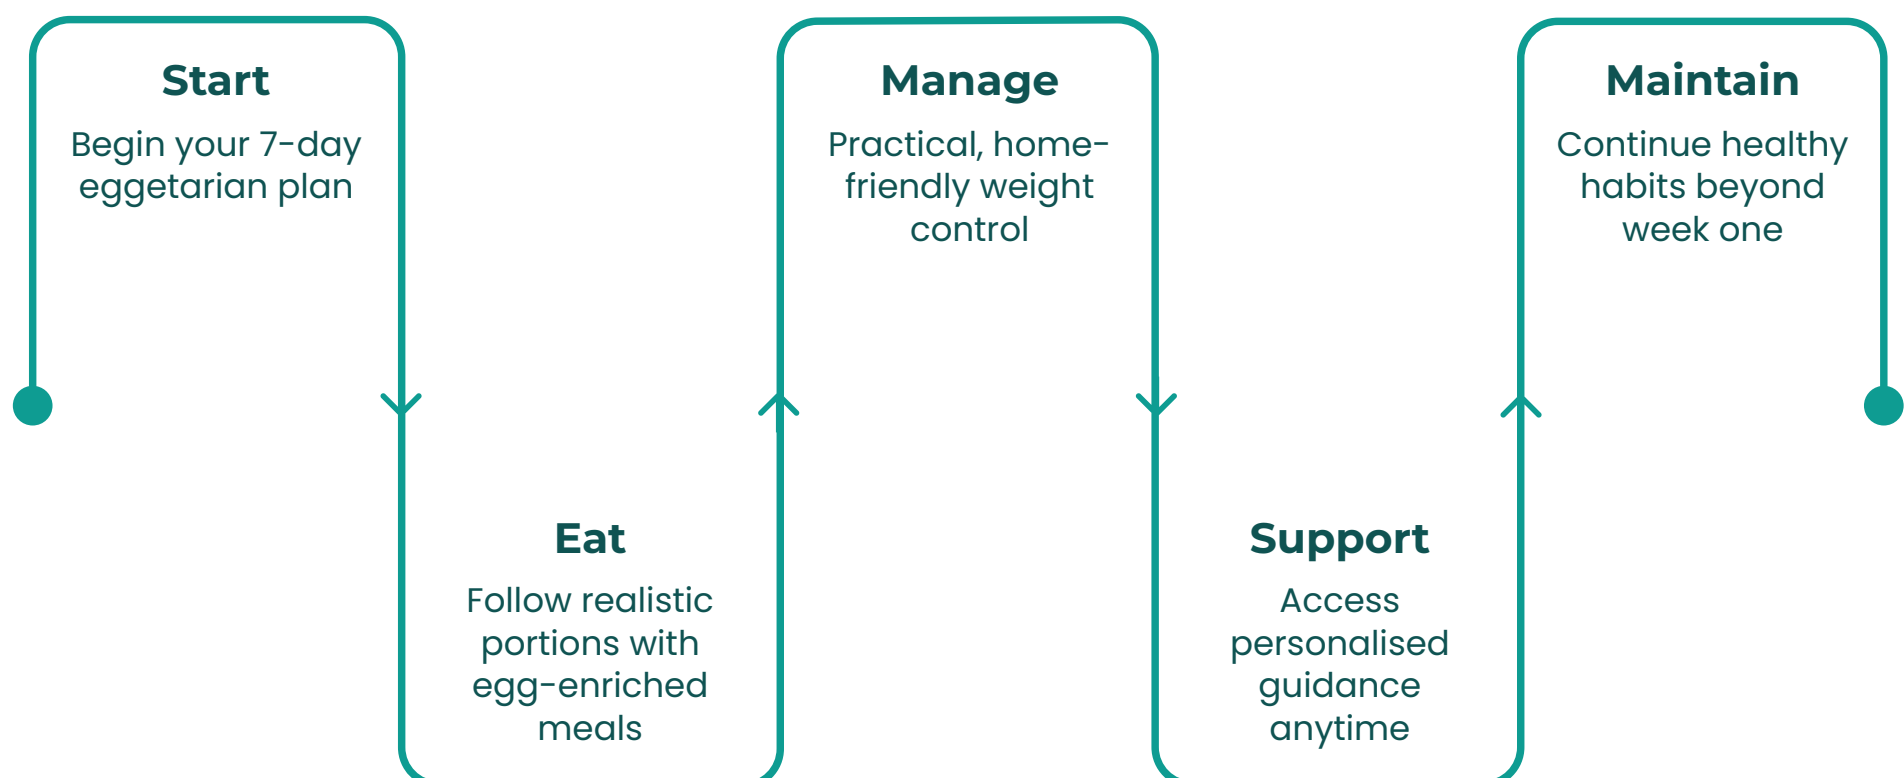 Start
Begin your 7-day
eggetarian plan
Eat
Follow realistic
portions with
egg-enriched
meals
Manage
Practical, home-
friendly weight
control
Support
Access
personalised
guidance
anytime
Maintain
Continue healthy
habits beyond
week one